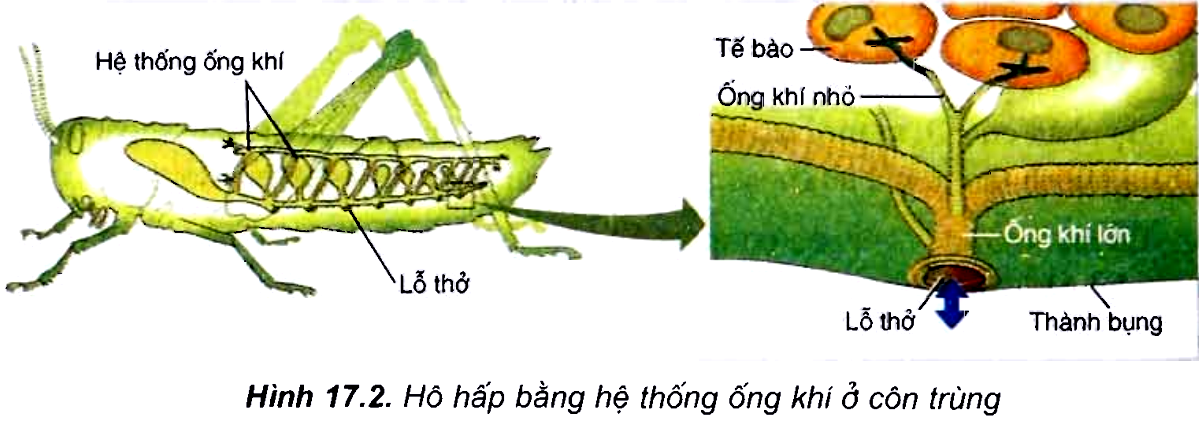 Hệ thống ống khí
Lỗ thở
Tế bào
Ống khí nhỏ
Ống khí lớn
Lỗ thở
Thành bụng
Hình 17.2. Hô hấp bằng hệ thống ống khí ở côn trùng